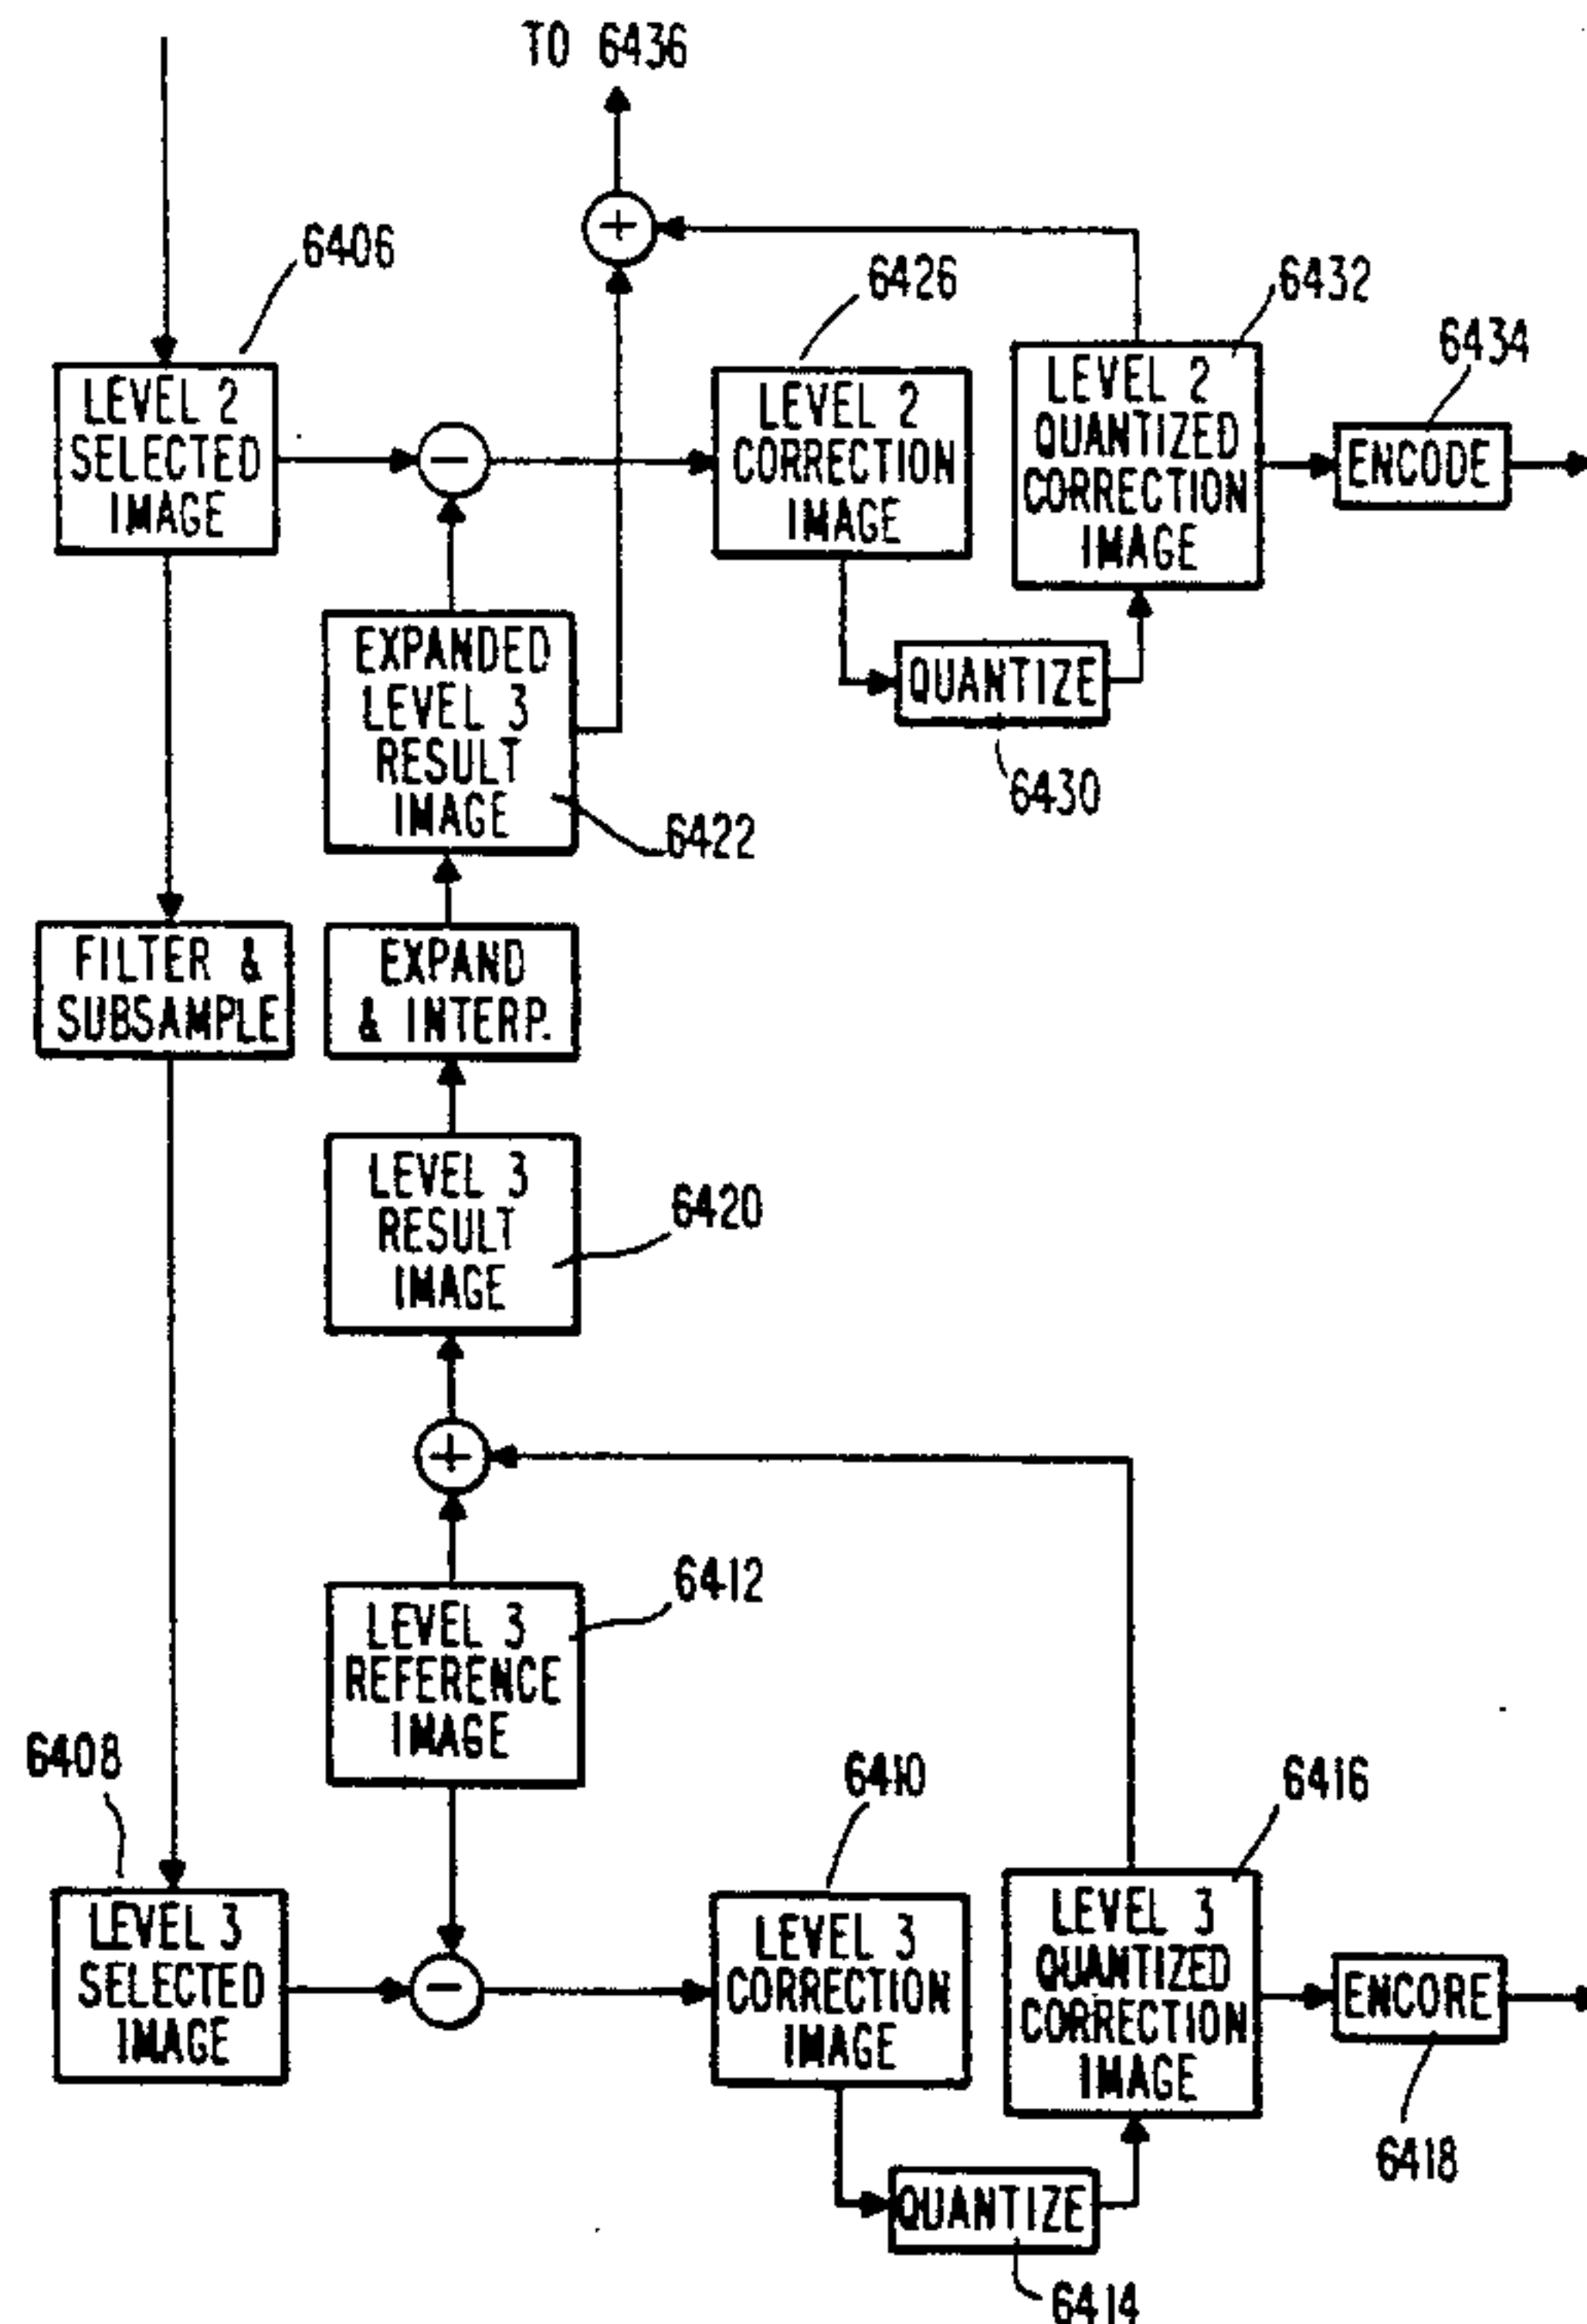 TO 6436
6406
6426
6432
6434
LEVEL 2
SELECTED
IMAGE
LEVEL 2
CORRECTION
IMAGE
LEVEL 2
QUANTIZED
CORRECTION
IMAGE
ENCODE
EXPANDED
LEVEL 3
RESULT
IMAGE
QUANTIZE
6430
6422
FILTER &
SUBSAMPLE
EXPAND
& INTERP.
LEVEL 3
RESULT
IMAGE
6420
+
6412
LEVEL 3
REFERENCE
IMAGE
6408
6410
6416
LEVEL 3
SELECTED
IMAGE
LEVEL 3
CORRECTION
IMAGE
LEVEL 3
QUANTIZED
CORRECTION
IMAGE
ENCORE
6418
QUANTIZE
6414